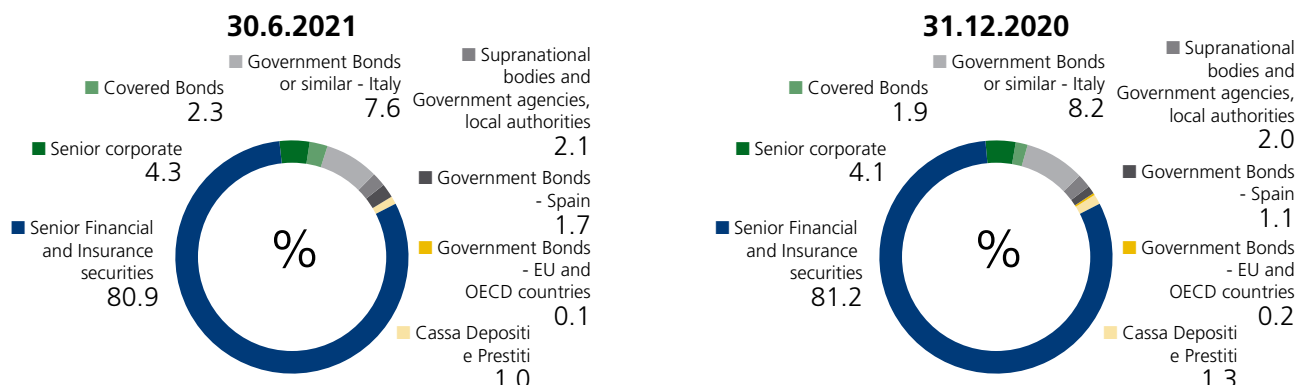 30.6.2021
Covered Bonds
2.3
Government Bonds
or similar - Italy
7.6
Supranational
bodies and
Government agencies,
local authorities
2.1
Senior corporate
4.3
Government Bonds
- Spain
1.7
Senior Financial
and Insurance
securities
80.9
%
Government Bonds
- EU and
OECD countries
0.1
Cassa Depositi
e Prestiti
1.0
31.12.2020
Covered Bonds
1.9
Government Bonds
or similar - Italy
8.2
Supranational
bodies and
Government agencies,
local authorities
2.0
Senior corporate
4.1
Government Bonds
- Spain
1.1
Senior Financial
and Insurance
securities
81.2
%
Government Bonds
- EU and
OECD countries
0.2
Cassa Depositi
e Prestiti
1.3